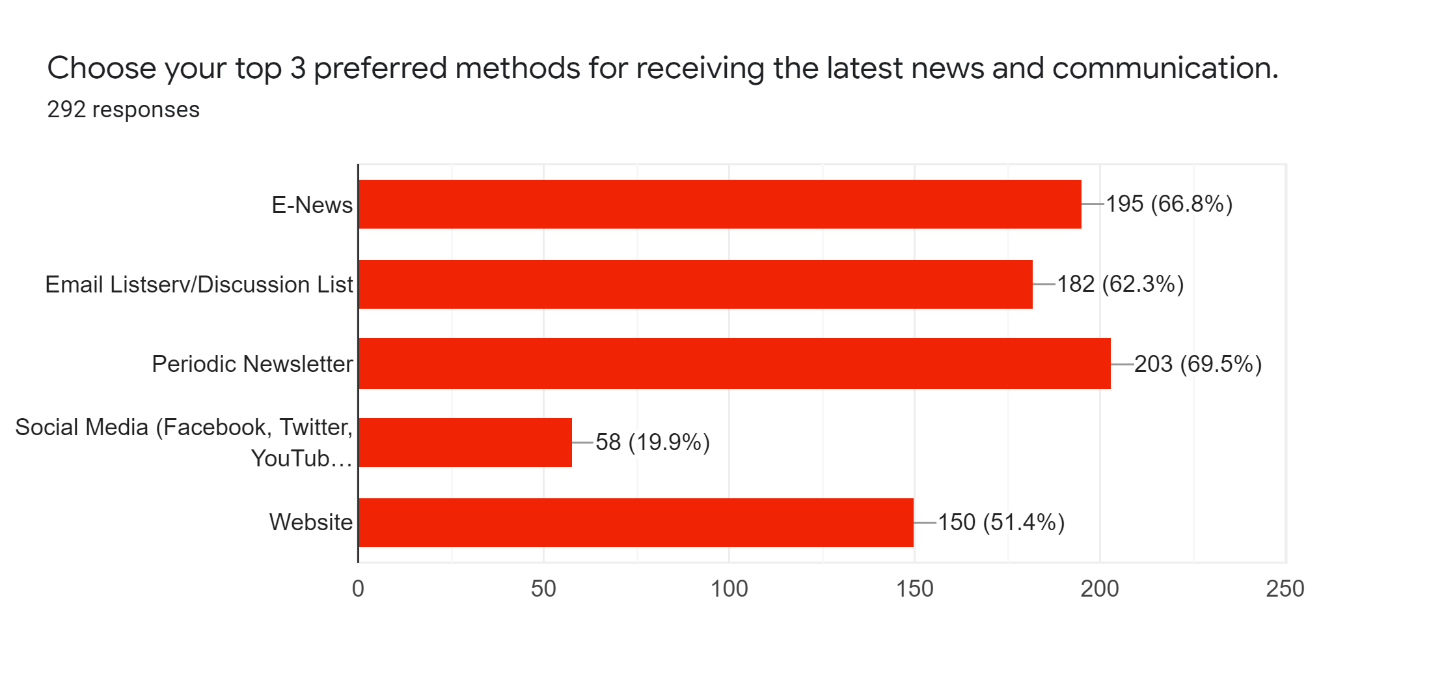 Choose your top 3 preferred methods for receiving the latest news and communication.
292 responses
E-News
195 (66.8%)
Email Listserv/Discussion List
182 (62.3%)
Periodic Newsletter
203 (69.5%)
Social Media (Facebook, Twitter,
YouTub…
58 (19.9%)
Website
150 (51.4%)
0 50 100 150 200 250